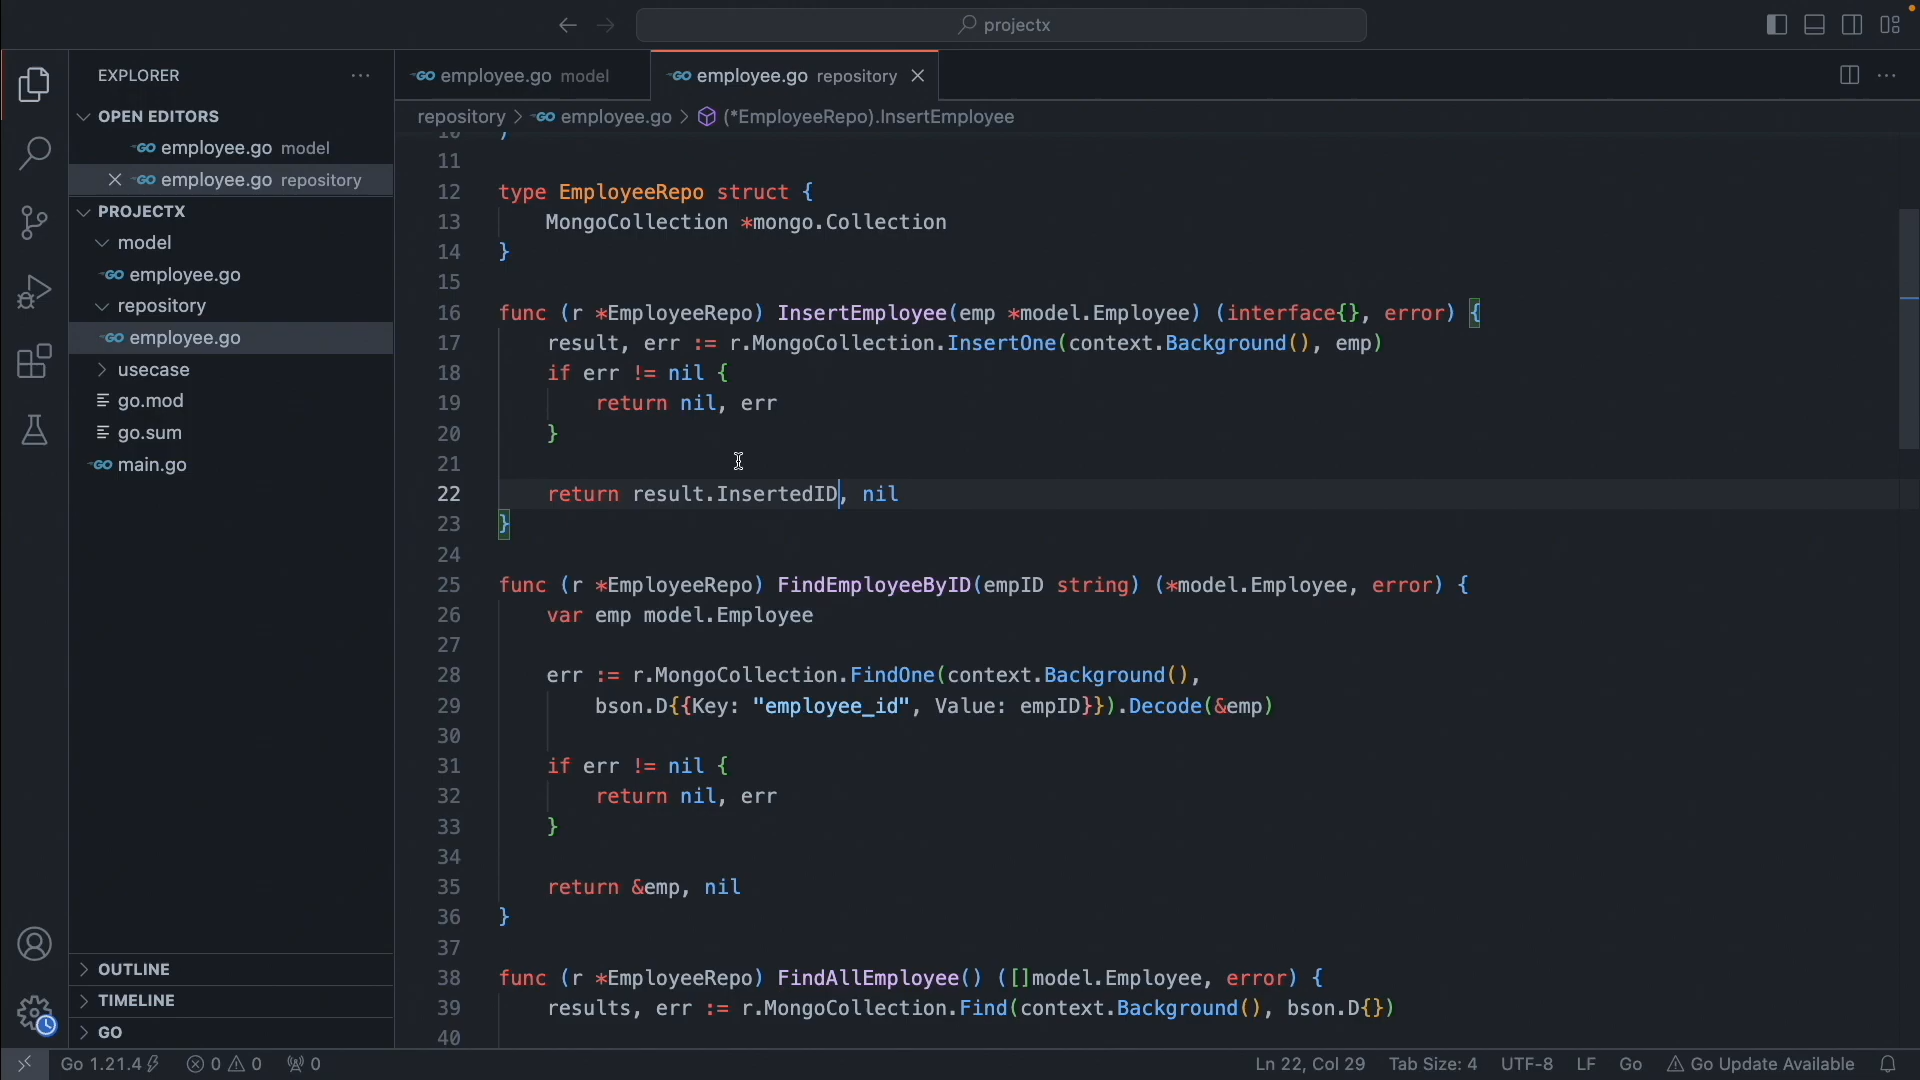 projectx
EXPLORER
OPEN EDITORS
employee.go model
employee.go repository
PROJECTX
model
employee.go
repository
employee.go
usecase
go.mod
go.sum
main.go
OUTLINE
TIMELINE
GO
employee.go model
employee.go repository
repository > employee.go > (*EmployeeRepo).InsertEmployee
10 )
11
12 type EmployeeRepo struct {
13 MongoCollection *mongo.Collection
14 }
15
16 func (r *EmployeeRepo) InsertEmployee(emp *model.Employee) (interface{}, error) {
17 result, err := r.MongoCollection.InsertOne(context.Background(), emp)
18 if err != nil {
19 return nil, err
20 }
21
22 return result.InsertedID, nil
23 }
24
25 func (r *EmployeeRepo) FindEmployeeByID(empID string) (*model.Employee, error) {
26 var emp model.Employee
27
28 err := r.MongoCollection.FindOne(context.Background(),
29 bson.D{{Key: "employee_id", Value: empID}}).Decode(&emp)
30
31 if err != nil {
32 return nil, err
33 }
34
35 return &emp, nil
36 }
37
38 func (r *EmployeeRepo) FindAllEmployee() ([]model.Employee, error) {
39 results, err := r.MongoCollection.Find(context.Background(), bson.D{})
40
Go 1.21.4 0 0 0 Ln 22, Col 29 Tab Size: 4 UTF-8 LF Go Go Update Available